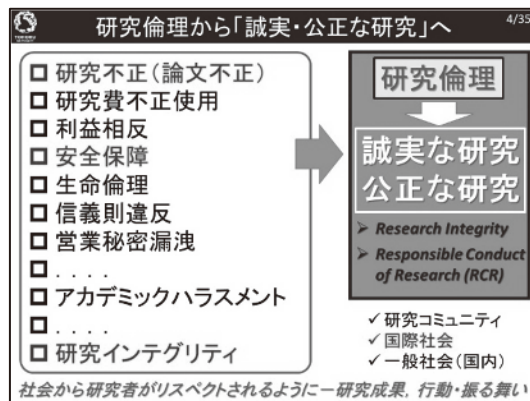 研究倫理から「誠実・公正な研究」へ
4/35
□ 研究不正(論文不正)
□ 研究費不正使用
□ 利益相反
□ 安全保障
□ 生命倫理
□ 信義則違反
□ 営業秘密漏洩
□ . . . .
□ アカデミックハラスメント
□ . . . .
□ 研究インテグリティ
研究倫理
誠実な研究
公正な研究
➢ Research Integrity
➢ Responsible Conduct
of Research (RCR)
✓ 研究コミュニティ
✓ 国際社会
✓ 一般社会(国内)
社会から研究者がリスペクトされるように－研究成果, 行動・振る舞い